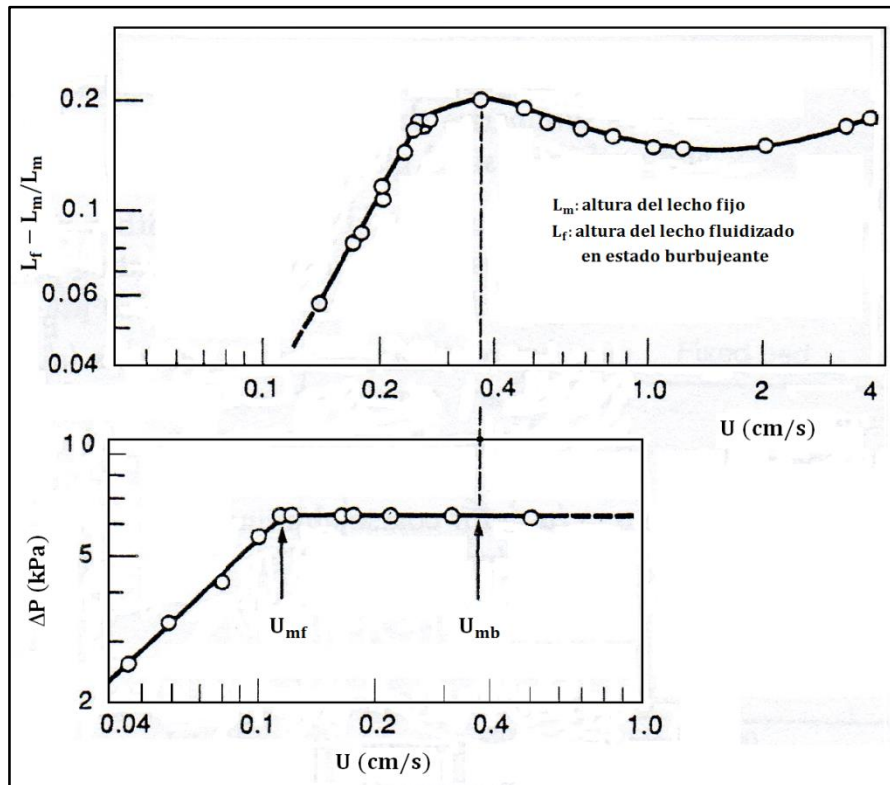 0.2
0.1
0.06
0.04
L_f − L_m/L_m
L_m: altura del lecho fijo
L_f: altura del lecho fluidizado
en estado burbujeante
0.1
0.2
0.4
1.0
2
4
U (cm/s)
10
5
2
ΔP (kPa)
U_mf
U_mb
0.04
0.1
0.2
0.4
1.0
U (cm/s)